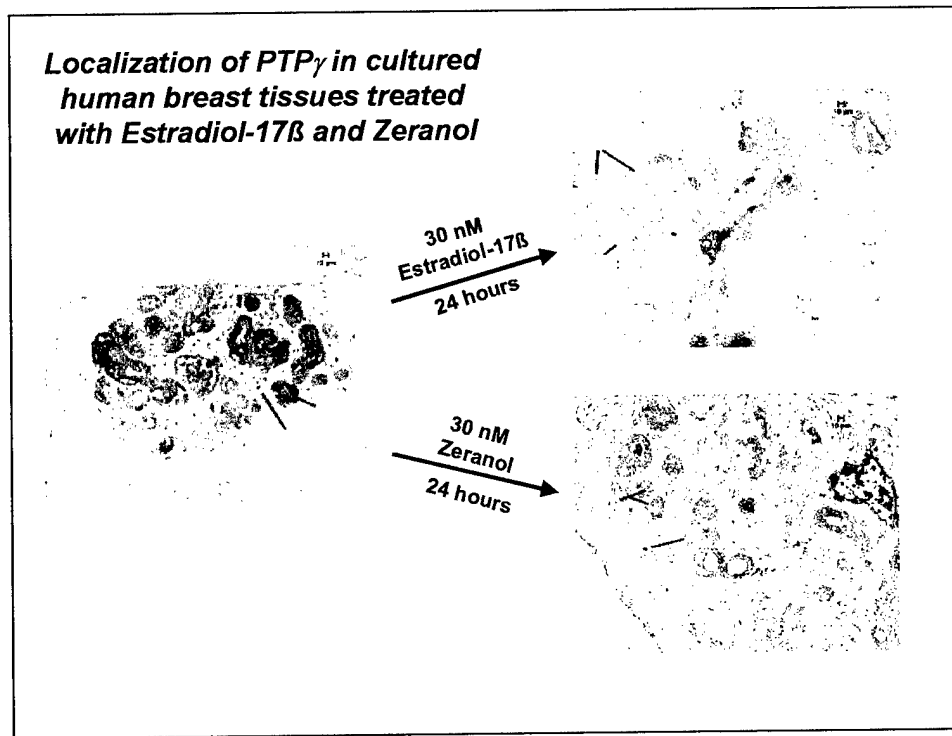 Localization of PTPγ in cultured
human breast tissues treated
with Estradiol-17ß and Zeranol
30 nM
Estradiol-17ß
24 hours
30 nM
Zeranol
24 hours